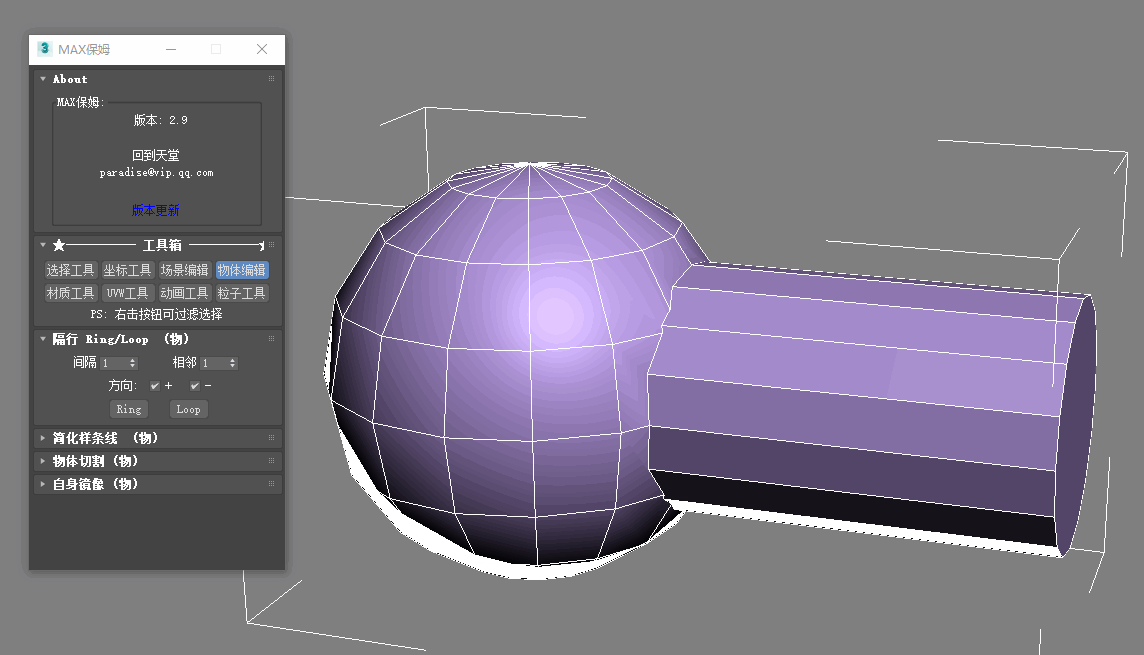 MAX保姆
About
MAX保姆:
版本: 2.9
回到天堂
paradise@vip.qq.com
版本更新
★ 工具箱
选择工具 坐标工具 场景编辑 物体编辑
材质工具 UVW工具 动画工具 粒子工具
PS: 右击按钮可过滤选择
隔行 Ring/Loop (物)
间隔 1 相邻 1
方向: + -
Ring Loop
简化样条线 (物)
物体切割 (物)
自身镜像 (物)